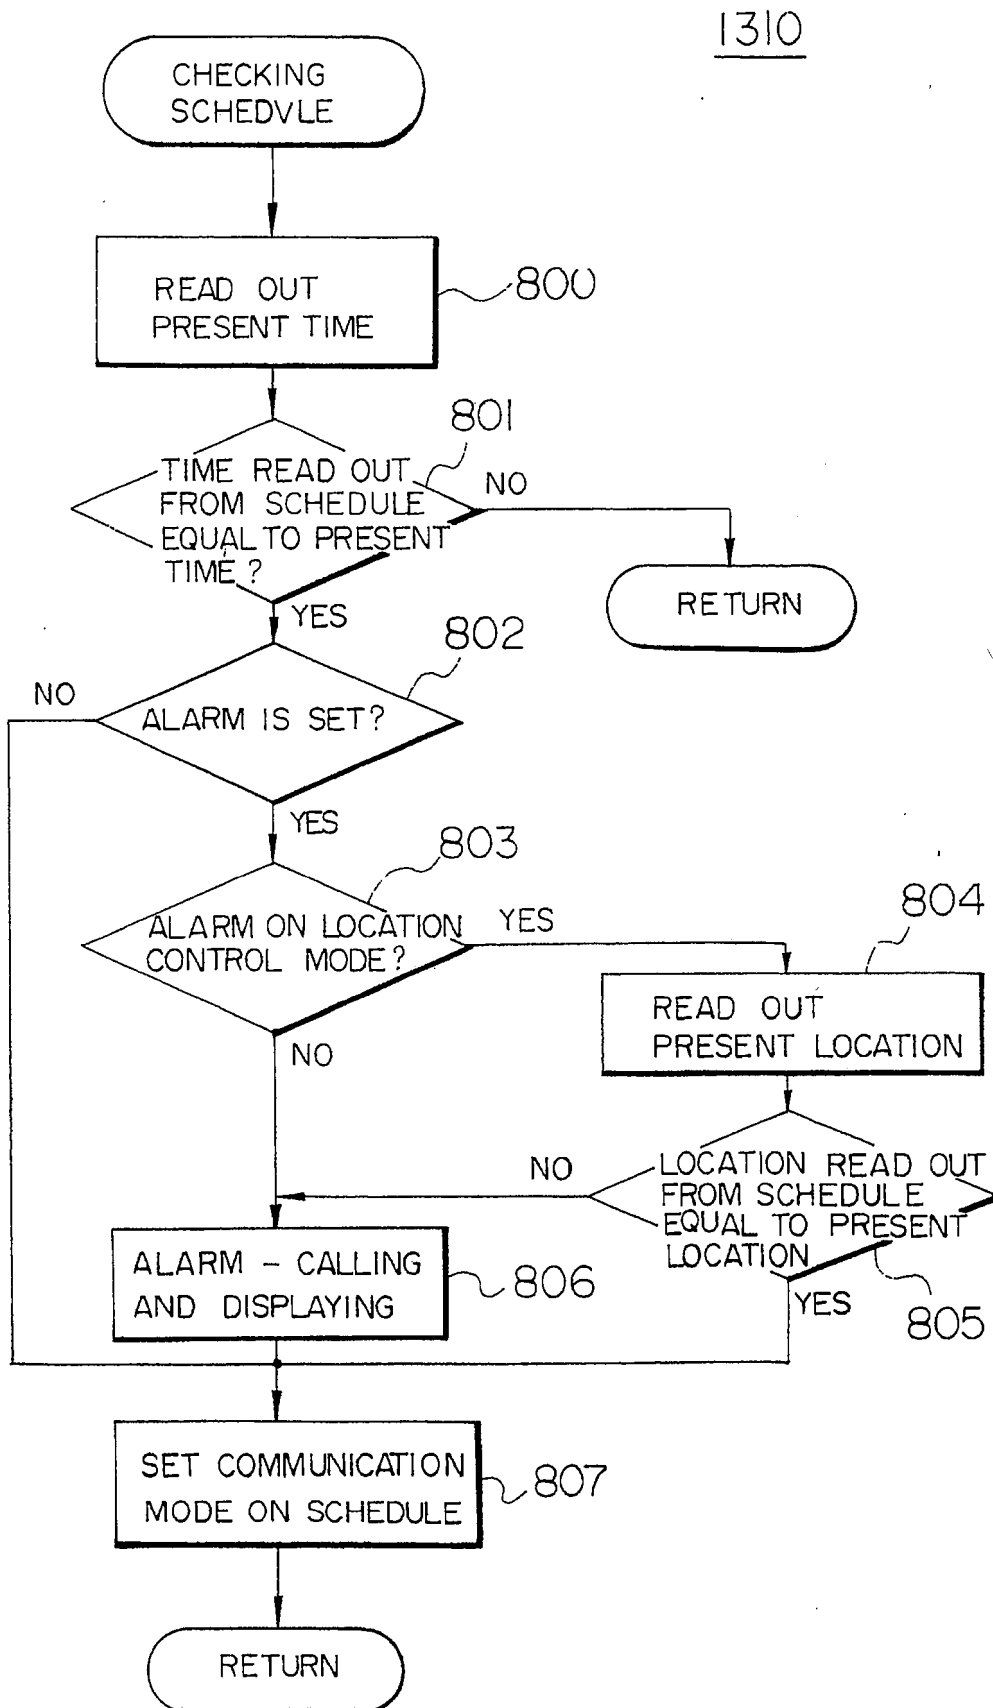 1310
CHECKING
SCHEDVLE
READ OUT
PRESENT TIME
800
801
TIME READ OUT
FROM SCHEDULE
EQUAL TO PRESENT
TIME?
NO
RETURN
YES
802
NO
ALARM IS SET?
YES
803
ALARM ON LOCATION
CONTROL MODE?
YES
804
READ OUT
PRESENT LOCATION
NO
NO
LOCATION READ OUT
FROM SCHEDULE
EQUAL TO PRESENT
LOCATION
805
YES
ALARM - CALLING
AND DISPLAYING
806
SET COMMUNICATION
MODE ON SCHEDULE
807
RETURN